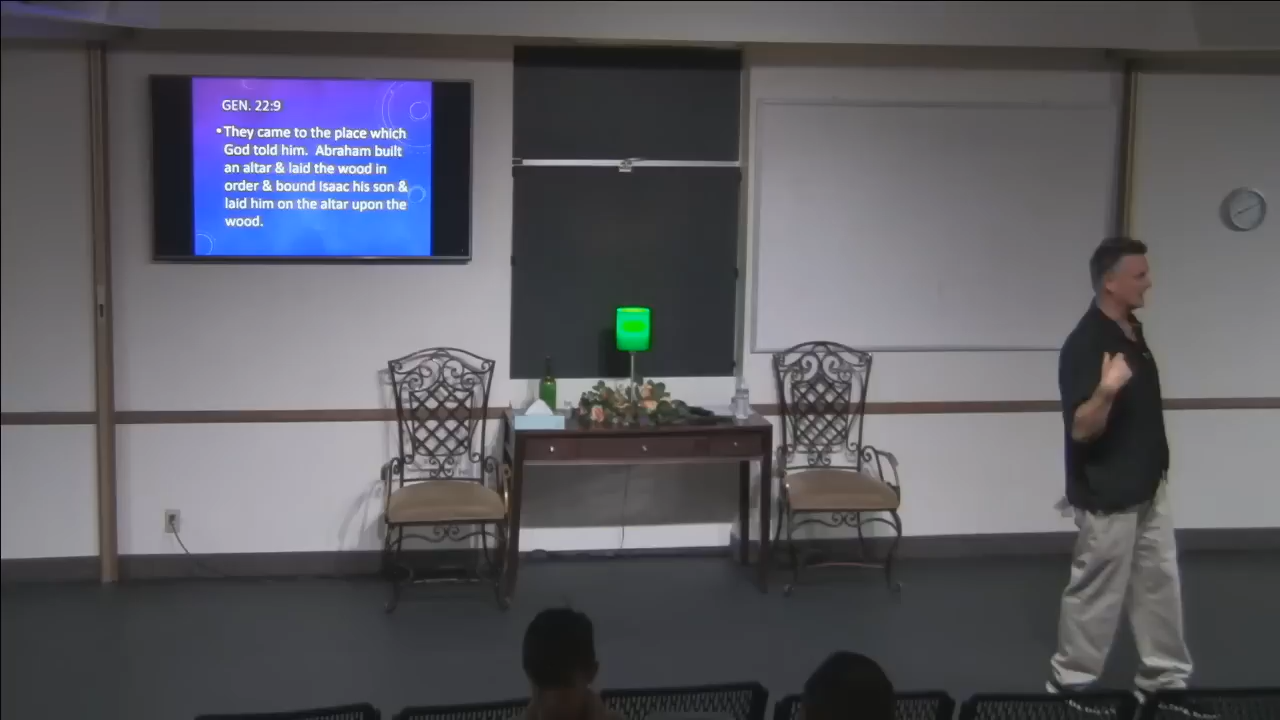 GEN. 22:9
•They came to the place which
God told him.  Abraham built
an altar & laid the wood in
order & bound Isaac his son &
laid him on the altar upon the
wood.